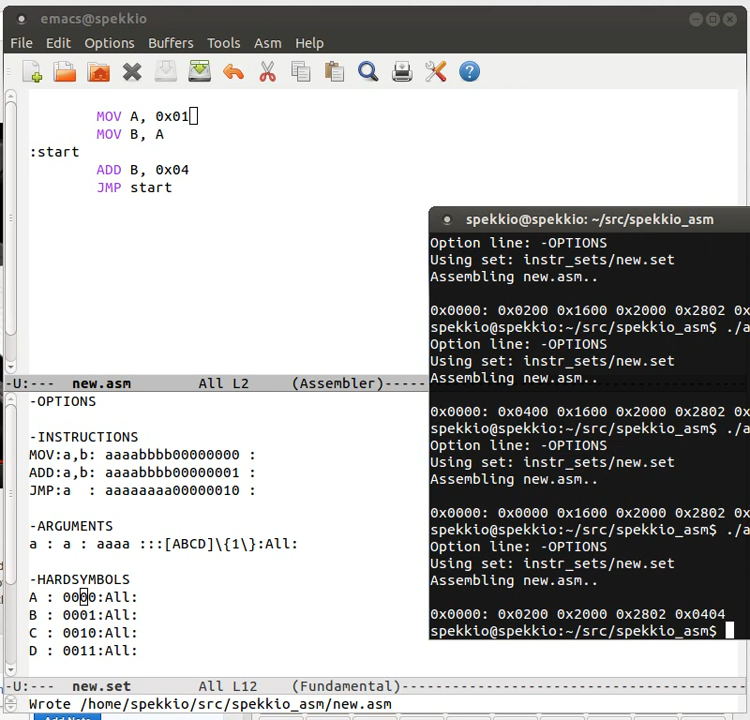 emacs@spekkio
File Edit Options Buffers Tools Asm Help
MOV A, 0x01
MOV B, A
:start
ADD B, 0x04
JMP start
-U:--- new.asm All L2 (Assembler)-----
-OPTIONS
-INSTRUCTIONS
MOV:a,b: aaaabbbb00000000 :
ADD:a,b: aaaabbbb00000001 :
JMP:a  : aaaaaaaa00000010 :
-ARGUMENTS
a : a : aaaa :::[ABCD]\{1\}:All:
-HARDSYMBOLS
A : 0000:All:
B : 0001:All:
C : 0010:All:
D : 0011:All:
-U:--- new.set All L12 (Fundamental)-----
Wrote /home/spekkio/src/spekkio_asm/new.asm
spekkio@spekkio: ~/src/spekkio_asm
Option line: -OPTIONS
Using set: instr_sets/new.set
Assembling new.asm..
0x0000: 0x0200 0x1600 0x2000 0x2802 0x
spekkio@spekkio:~/src/spekkio_asm$ ./a
Option line: -OPTIONS
Using set: instr_sets/new.set
Assembling new.asm..
0x0000: 0x0400 0x1600 0x2000 0x2802 0x
spekkio@spekkio:~/src/spekkio_asm$ ./a
Option line: -OPTIONS
Using set: instr_sets/new.set
Assembling new.asm..
0x0000: 0x0000 0x1600 0x2000 0x2802 0x
spekkio@spekkio:~/src/spekkio_asm$ ./a
Option line: -OPTIONS
Using set: instr_sets/new.set
Assembling new.asm..
0x0000: 0x0200 0x2000 0x2802 0x0404
spekkio@spekkio:~/src/spekkio_asm$